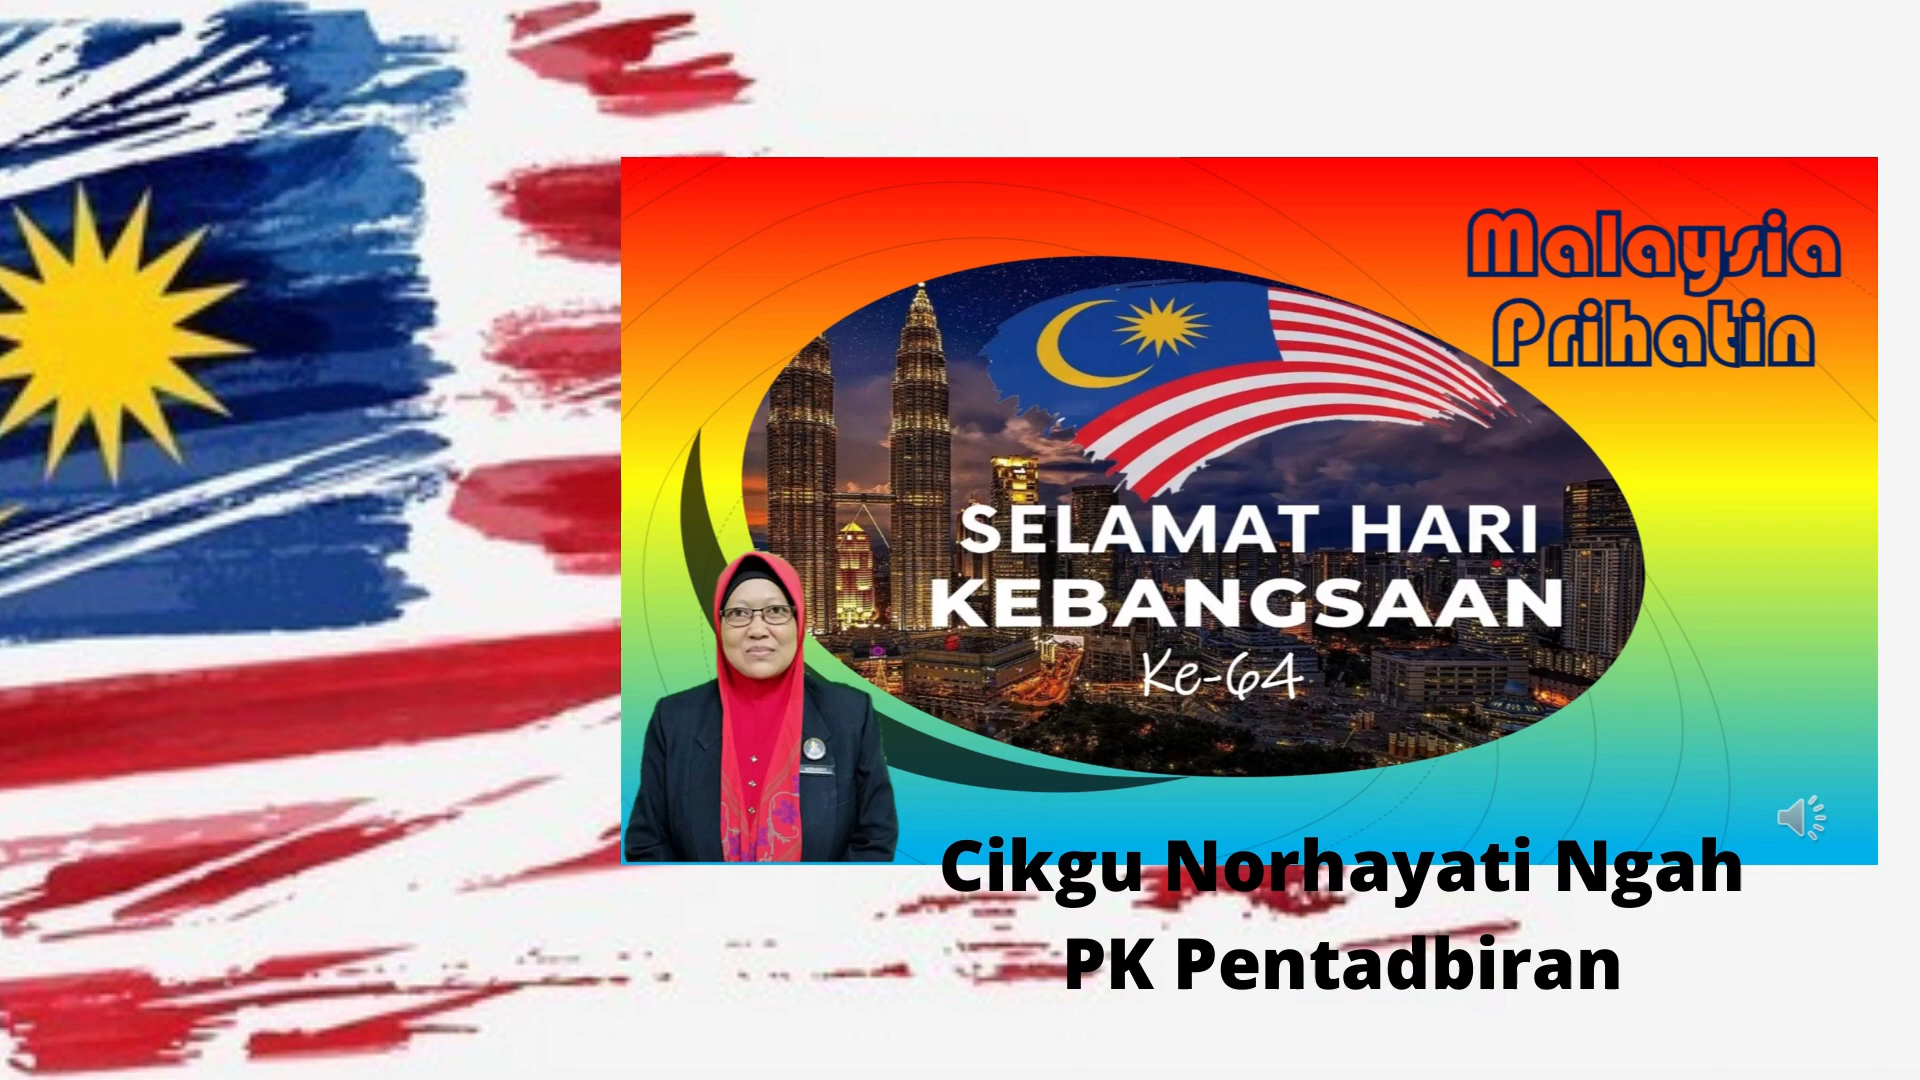 Malaysia
Prihatin
SELAMAT HARI
KEBANGSAAN
Ke-64
Cikgu Norhayati Ngah
PK Pentadbiran